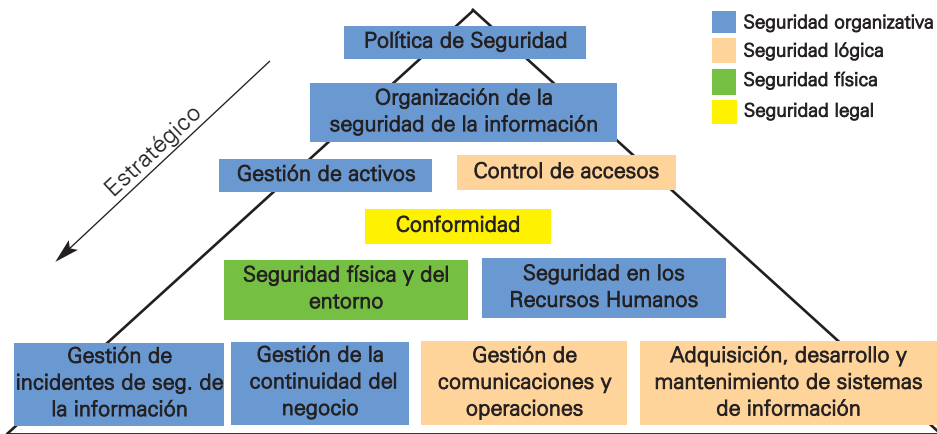 Política de Seguridad
Seguridad organizativa
Seguridad lógica
Seguridad física
Seguridad legal
Estratégico
Organización de la
seguridad de la información
Gestión de activos
Control de accesos
Conformidad
Seguridad física y del
entorno
Seguridad en los
Recursos Humanos
Gestión de
incidentes de seg. de
la información
Gestión de la
continuidad del
negocio
Gestión de
comunicaciones y
operaciones
Adquisición, desarrollo y
mantenimiento de sistemas
de información